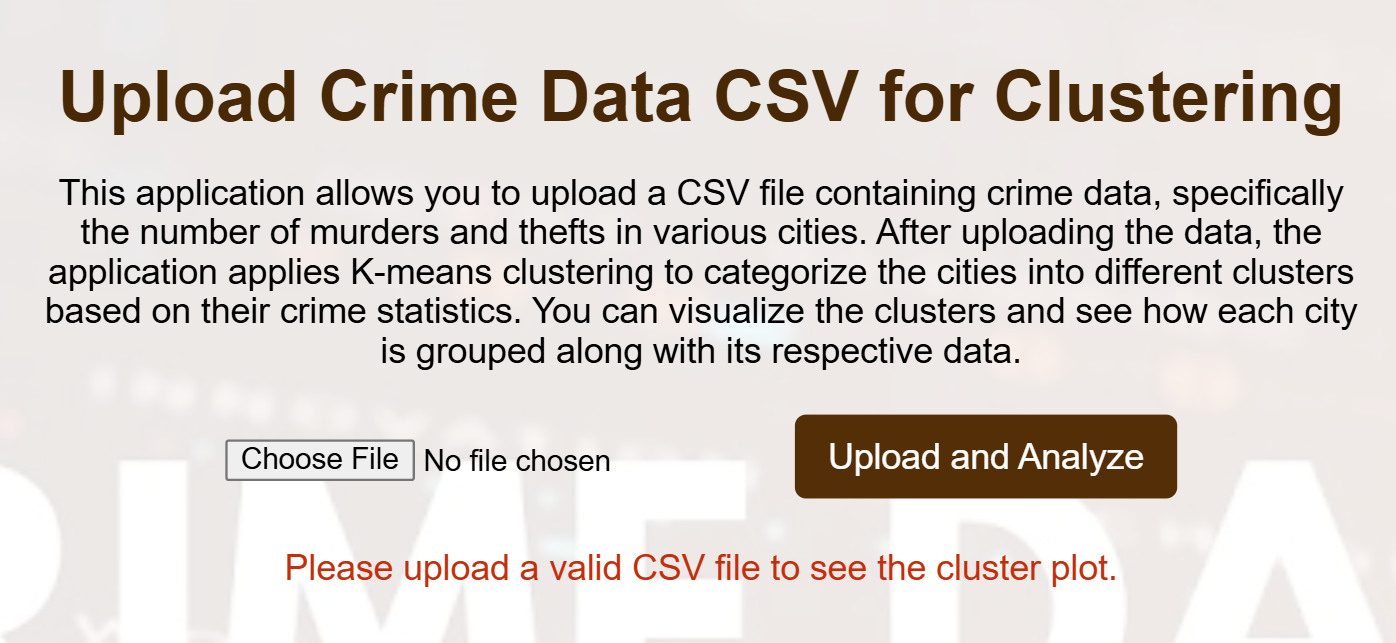 Upload Crime Data CSV for Clustering
This application allows you to upload a CSV file containing crime data, specifically
the number of murders and thefts in various cities. After uploading the data, the
application applies K-means clustering to categorize the cities into different clusters
based on their crime statistics. You can visualize the clusters and see how each city
is grouped along with its respective data.
Choose File No file chosen
Upload and Analyze
Please upload a valid CSV file to see the cluster plot.
RIME DA